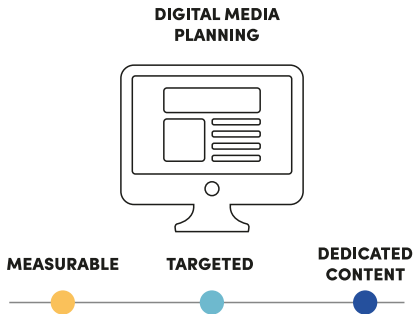 DIGITAL MEDIA
PLANNING
MEASURABLE
TARGETED
DEDICATED
CONTENT